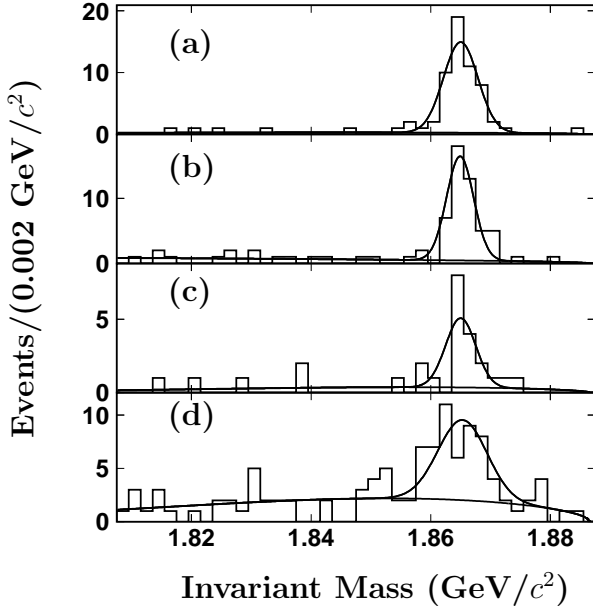 20
(a)
10
0
(b)
10
0
(c)
5
0
(d)
10
5
0
1.82 1.84 1.86 1.88
Invariant Mass (GeV/c²)
Events/(0.002 GeV/c²)